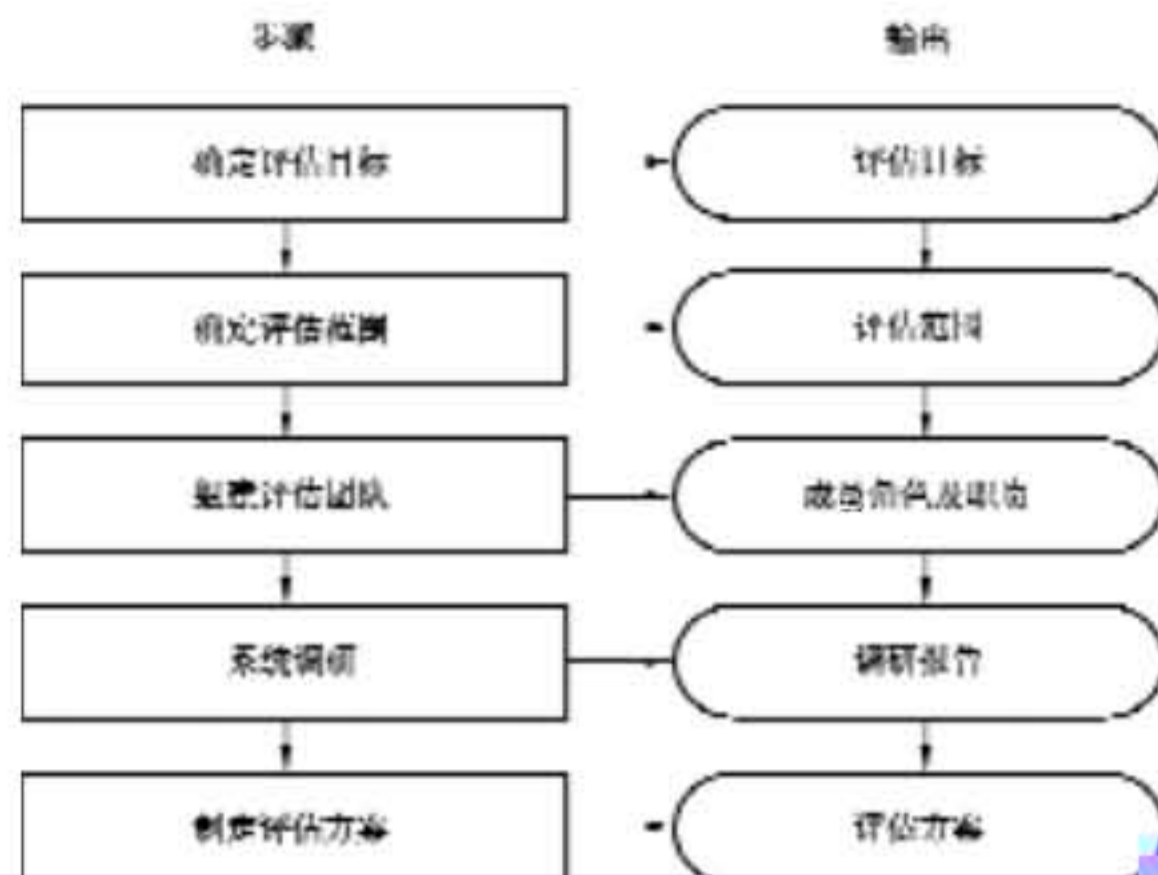 步骤 输出
确定评估目标 评估目标
确定评估范围 评估范围
组建评估团队 成员角色及职责
系统调研 调研报告
制定评估方案 评估方案